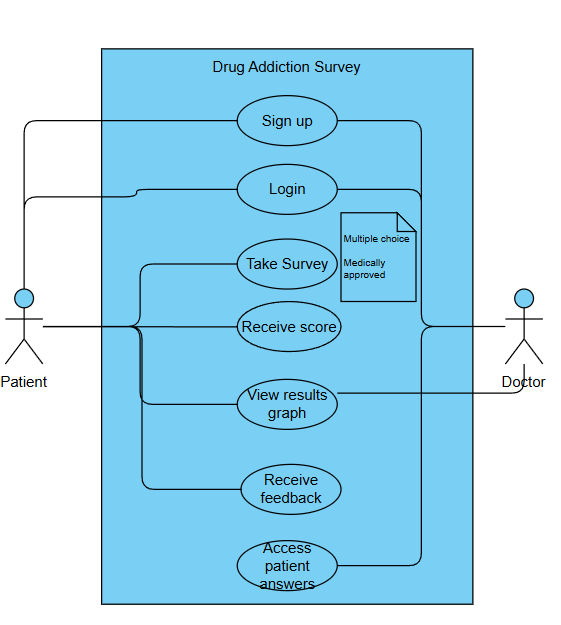 Drug Addiction Survey
Sign up
Login
Take Survey
Multiple choice
Medically
approved
Receive score
Patient
Doctor
View results
graph
Receive
feedback
Access
patient
answers